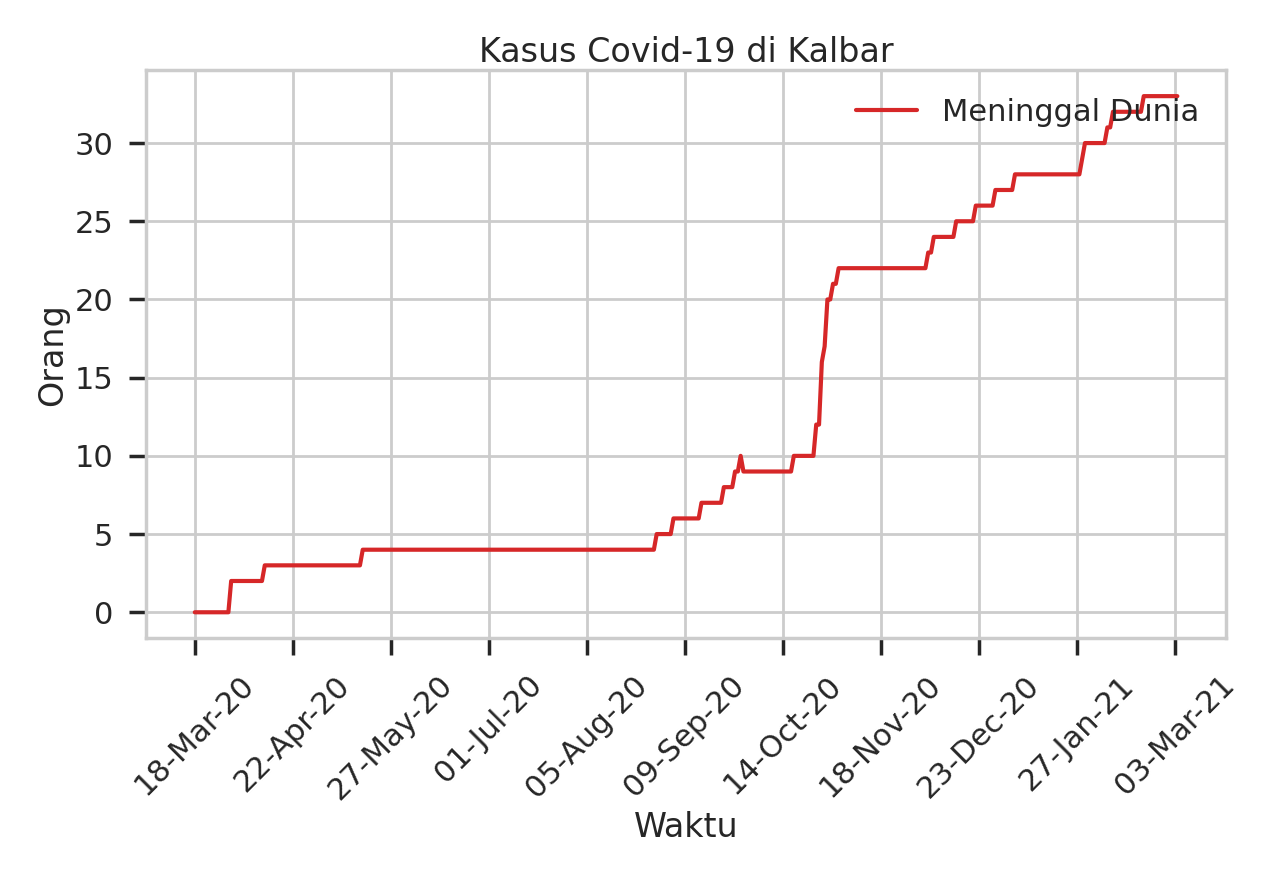 Kasus Covid-19 di Kalbar
Meninggal Dunia
30
25
20
15
10
5
0
Orang
18-Mar-20
22-Apr-20
27-May-20
01-Jul-20
05-Aug-20
09-Sep-20
14-Oct-20
18-Nov-20
23-Dec-20
27-Jan-21
03-Mar-21
Waktu